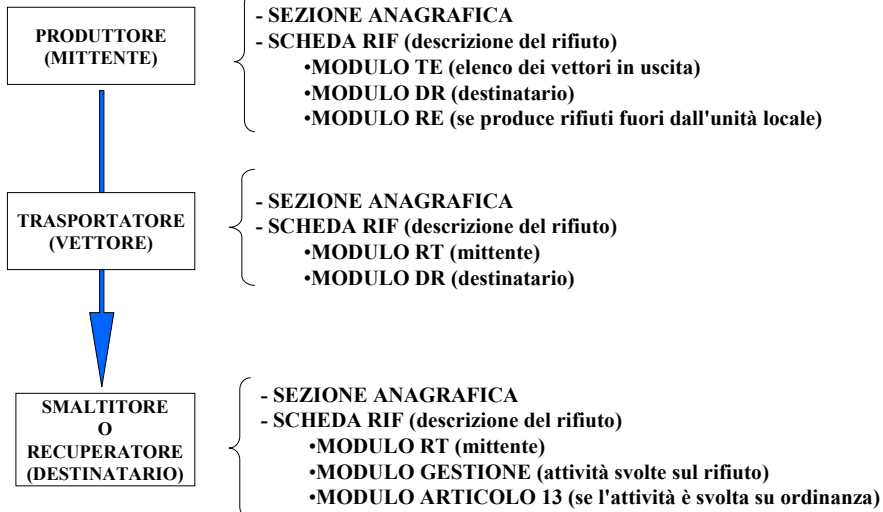 PRODUTTORE
(MITTENTE)
- SEZIONE ANAGRAFICA
- SCHEDA RIF (descrizione del rifiuto)
•MODULO TE (elenco dei vettori in uscita)
•MODULO DR (destinatario)
•MODULO RE (se produce rifiuti fuori dall'unità locale)
TRASPORTATORE
(VETTORE)
- SEZIONE ANAGRAFICA
- SCHEDA RIF (descrizione del rifiuto)
•MODULO RT (mittente)
•MODULO DR (destinatario)
SMALTITORE
O
RECUPERATORE
(DESTINATARIO)
- SEZIONE ANAGRAFICA
- SCHEDA RIF (descrizione del rifiuto)
•MODULO RT (mittente)
•MODULO GESTIONE (attività svolte sul rifiuto)
•MODULO ARTICOLO 13 (se l'attività è svolta su ordinanza)